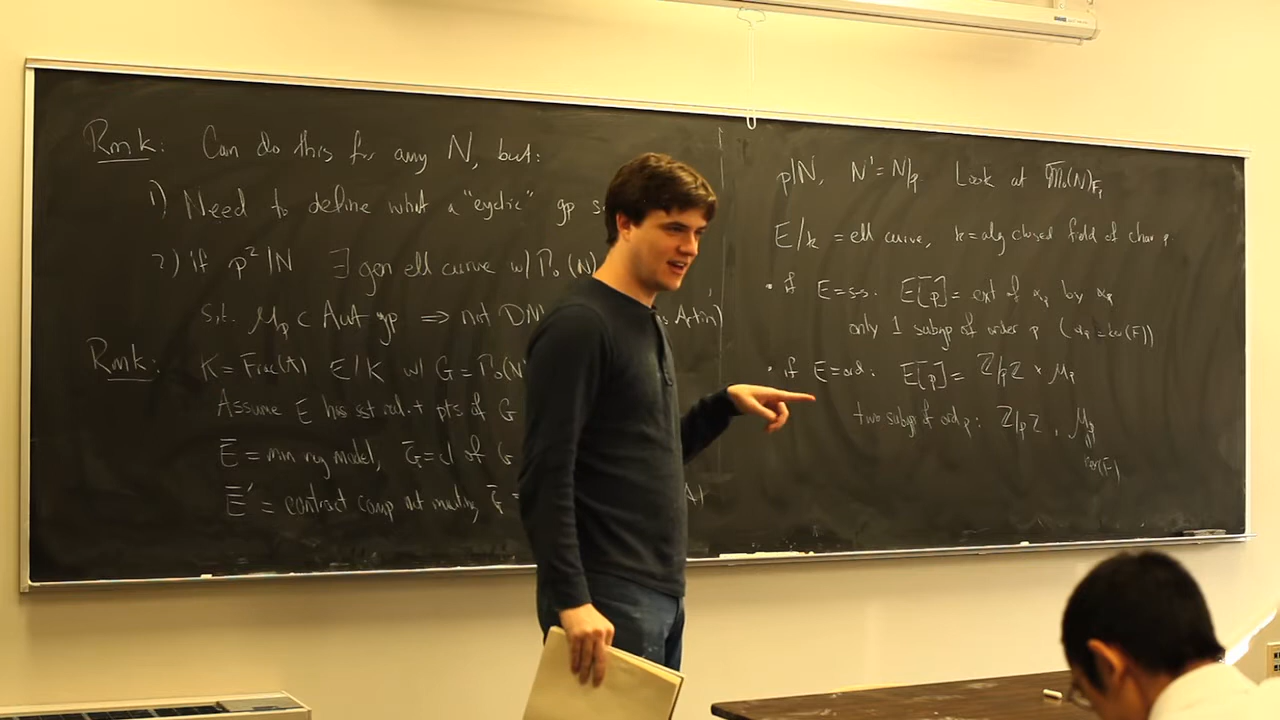 Rmk: Can do this for any N, but:
1) Need to define what a "cyclic" gp s
2) if p²|N ∃ gen ell curve w/ Γ₀(N)
s.t. μₚ ⊂ Aut gp ⟹ not DM s Artin)
Rmk: K = Frac(A) E/K w/ G = Γ₀(N'
Assume E has sst red. + pts of G
Ē = min reg model, Ḡ = cl of G
Ē' = contract comp not meeting Ḡ
p|N, N' = N/p Look at M̅₀(N)_Fₚ
E/k = ell curve, k = alg closed field of char p.
• if E = s.s. E[p] = ext of αₚ by αₚ
only 1 subgp of order p (αₚ = ker(F))
• if E = ord: E[p] = ℤ/pℤ × μₚ
two subgps of ord p: ℤ/pℤ, μₚ
ker(F)